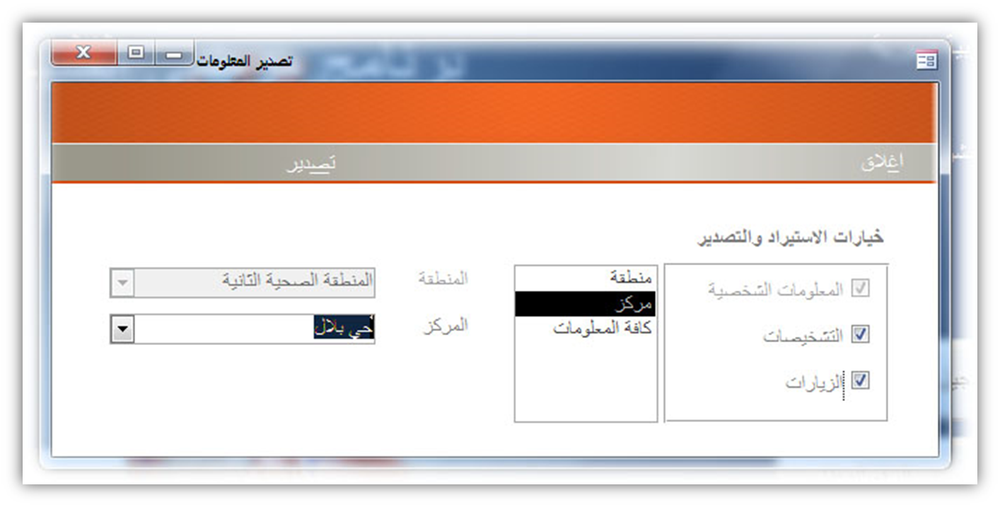 تصدير المعلومات
اغلاق
تصدير
خيارات الاستيراد والتصدير
المعلومات الشخصية
التشخيصات
الزيارات
منطقة
مركز
كافة المعلومات
المنطقة
المنطقة الصحية الثانية
المركز
حي بلال